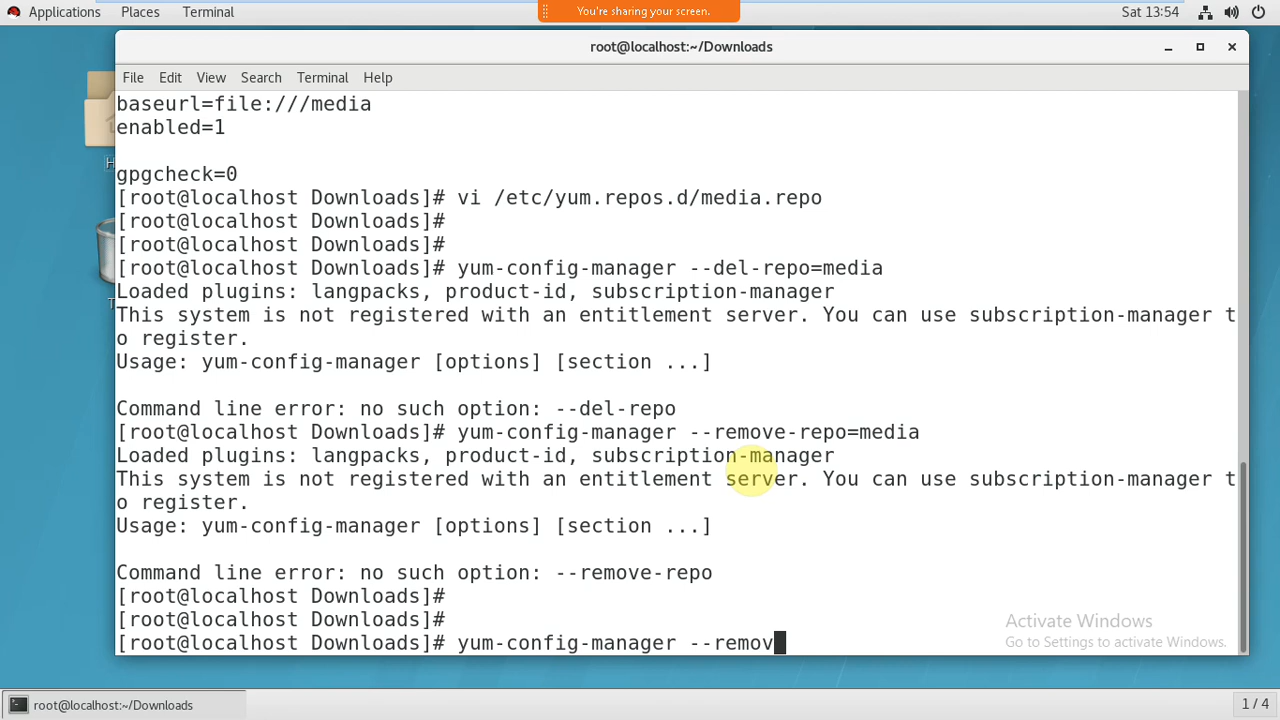 Applications Places Terminal You're sharing your screen. Sat 13:54
root@localhost:~/Downloads
File Edit View Search Terminal Help
baseurl=file:///media
enabled=1
gpgcheck=0
[root@localhost Downloads]# vi /etc/yum.repos.d/media.repo
[root@localhost Downloads]#
[root@localhost Downloads]#
[root@localhost Downloads]# yum-config-manager --del-repo=media
Loaded plugins: langpacks, product-id, subscription-manager
This system is not registered with an entitlement server. You can use subscription-manager t
o register.
Usage: yum-config-manager [options] [section ...]
Command line error: no such option: --del-repo
[root@localhost Downloads]# yum-config-manager --remove-repo=media
Loaded plugins: langpacks, product-id, subscription-manager
This system is not registered with an entitlement server. You can use subscription-manager t
o register.
Usage: yum-config-manager [options] [section ...]
Command line error: no such option: --remove-repo
[root@localhost Downloads]#
[root@localhost Downloads]#
[root@localhost Downloads]# yum-config-manager --remov
Activate Windows
Go to Settings to activate Windows.
root@localhost:~/Downloads 1 / 4